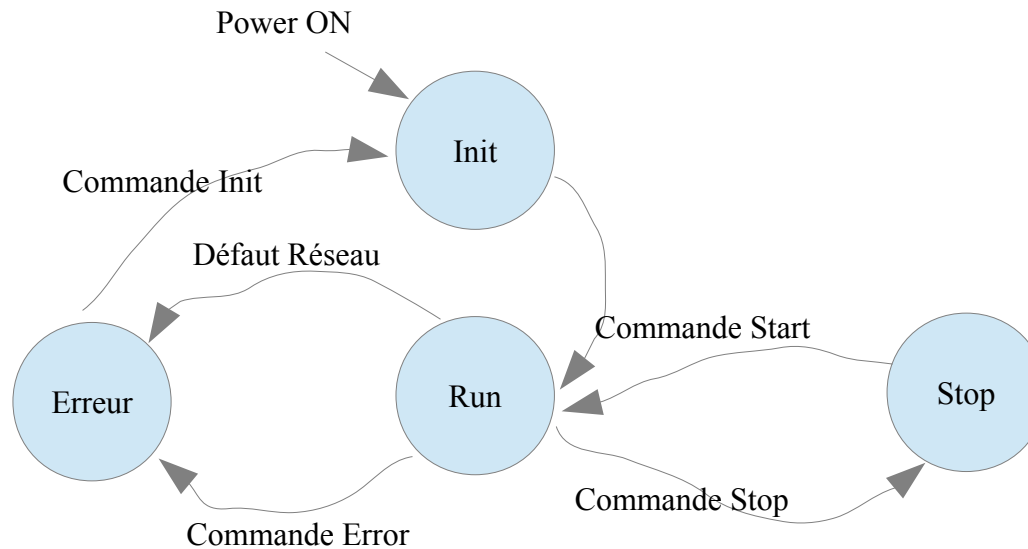 Power ON
Init
Commande Init
Défaut Réseau
Commande Start
Erreur
Run
Stop
Commande Stop
Commande Error